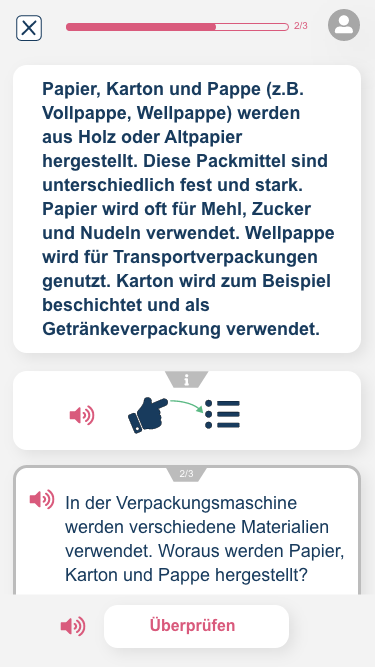 2/3
Papier, Karton und Pappe (z.B.
Vollpappe, Wellpappe) werden
aus Holz oder Altpapier
hergestellt. Diese Packmittel sind
unterschiedlich fest und stark.
Papier wird oft für Mehl, Zucker
und Nudeln verwendet. Wellpappe
wird für Transportverpackungen
genutzt. Karton wird zum Beispiel
beschichtet und als
Getränkeverpackung verwendet.
i
2/3
In der Verpackungsmaschine
werden verschiedene Materialien
verwendet. Woraus werden Papier,
Karton und Pappe hergestellt?
Überprüfen